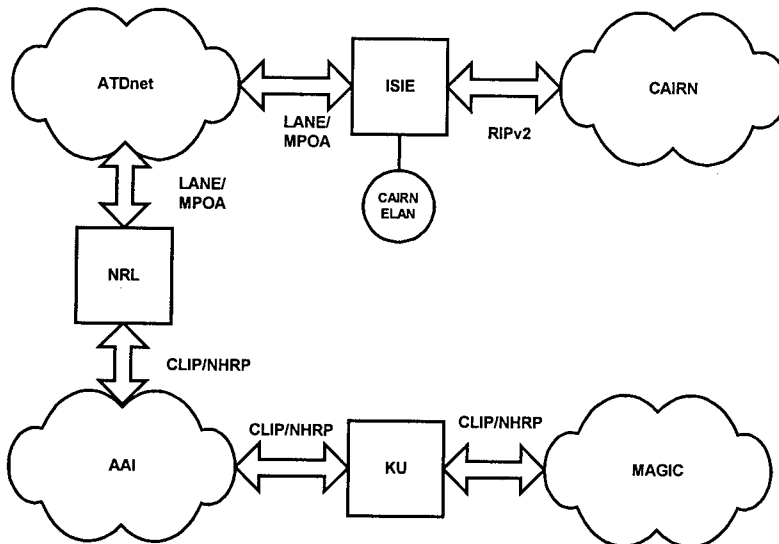 ATDnet
LANE/
MPOA
ISIE
RIPv2
CAIRN
CAIRN
ELAN
LANE/
MPOA
NRL
CLIP/NHRP
AAI
CLIP/NHRP
KU
CLIP/NHRP
MAGIC